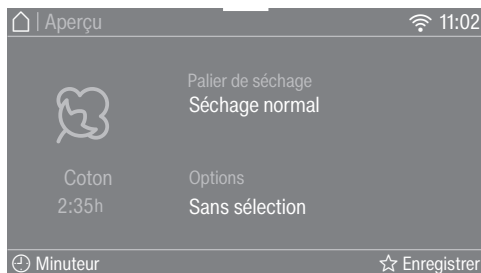 | Aperçu
11:02
Palier de séchage
Séchage normal
Coton
2:35h
Options
Sans sélection
Minuteur
Enregistrer